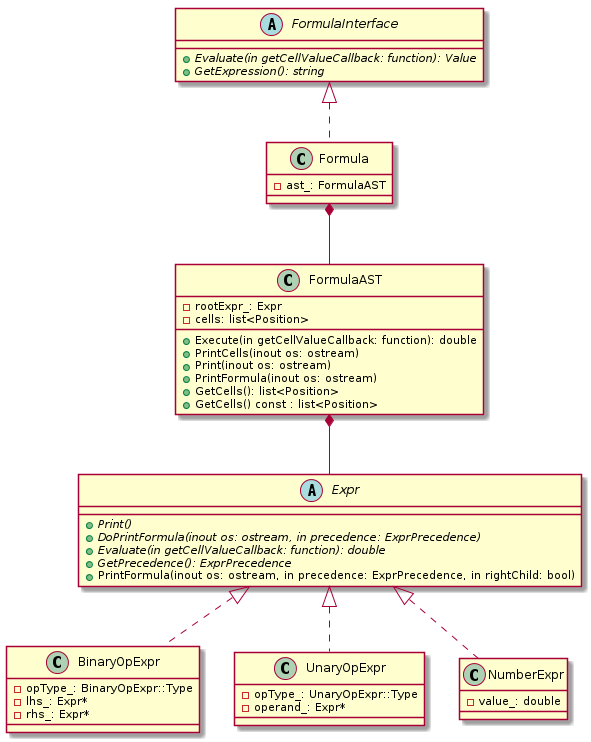 A FormulaInterface
Evaluate(in getCellValueCallback: function): Value
GetExpression(): string
C Formula
ast_: FormulaAST
C FormulaAST
rootExpr_: Expr
cells: list<Position>
Execute(in getCellValueCallback: function): double
PrintCells(inout os: ostream)
Print(inout os: ostream)
PrintFormula(inout os: ostream)
GetCells(): list<Position>
GetCells() const : list<Position>
A Expr
Print()
DoPrintFormula(inout os: ostream, in precedence: ExprPrecedence)
Evaluate(in getCellValueCallback: function): double
GetPrecedence(): ExprPrecedence
PrintFormula(inout os: ostream, in precedence: ExprPrecedence, in rightChild: bool)
C BinaryOpExpr
opType_: BinaryOpExpr::Type
lhs_: Expr*
rhs_: Expr*
C UnaryOpExpr
opType_: UnaryOpExpr::Type
operand_: Expr*
C NumberExpr
value_: double